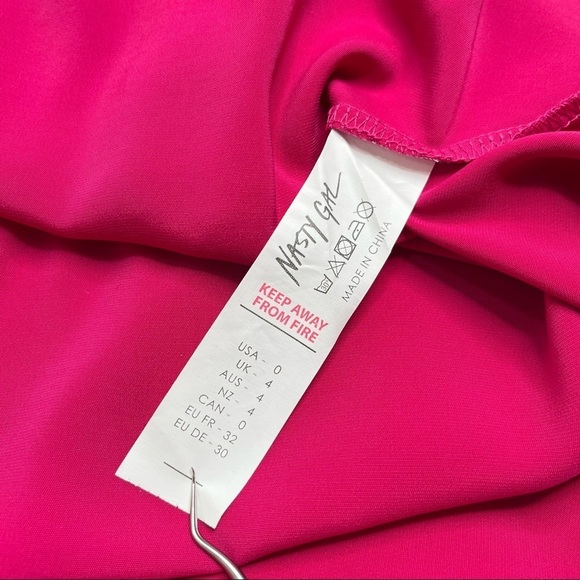 NASTY GAL
30
MADE IN CHINA
KEEP AWAY
FROM FIRE
USA - 0
UK - 4
AUS - 4
NZ - 4
CAN - 0
EU FR - 32
EU DE - 30